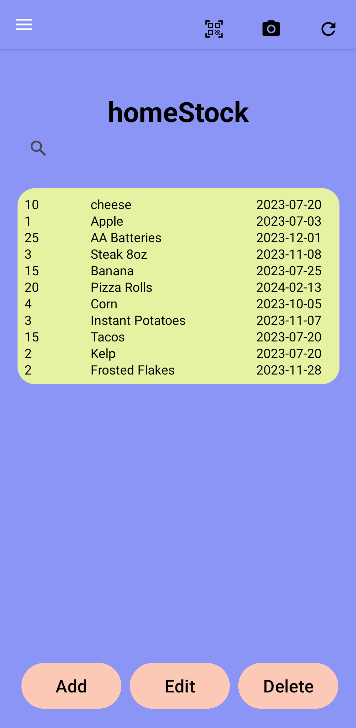 homeStock
10 cheese 2023-07-20
1 Apple 2023-07-03
25 AA Batteries 2023-12-01
3 Steak 8oz 2023-11-08
15 Banana 2023-07-25
20 Pizza Rolls 2024-02-13
4 Corn 2023-10-05
3 Instant Potatoes 2023-11-07
15 Tacos 2023-07-20
2 Kelp 2023-07-20
2 Frosted Flakes 2023-11-28
Add Edit Delete